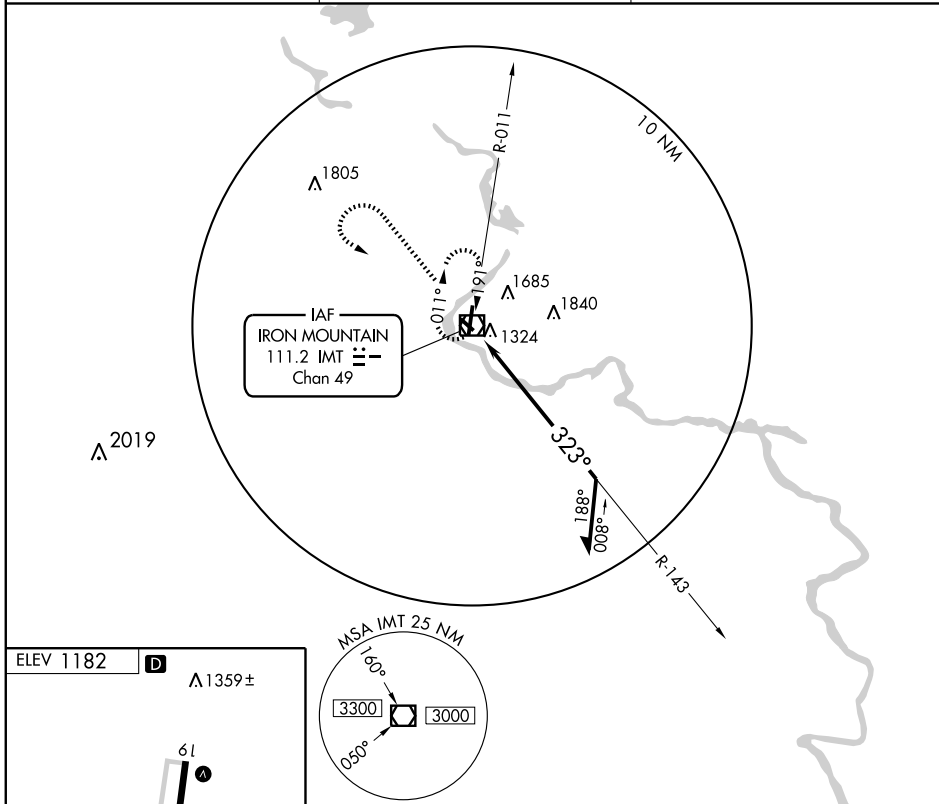 10 NM
R-011
1805
191°
011°
1685
1840
1324
IAF
IRON MOUNTAIN
111.2 IMT
Chan 49
2019
323°
188°
008°
R-143
MSA IMT 25 NM
160°
3300
3000
050°
ELEV 1182
D
1359±
19
V